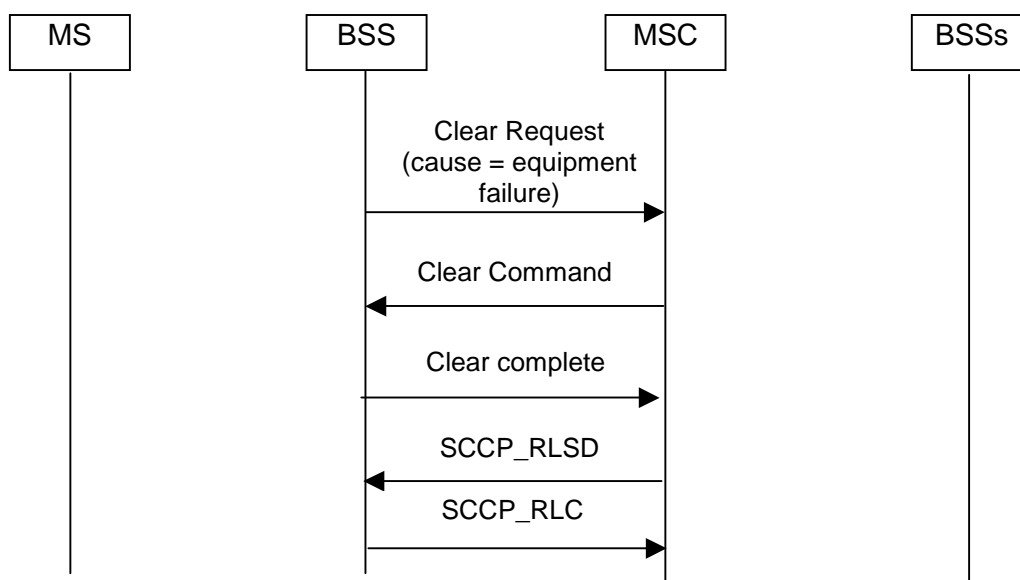 MS
BSS
MSC
BSSs
Clear Request
(cause = equipment
failure)
Clear Command
Clear complete
SCCP_RLSD
SCCP_RLC